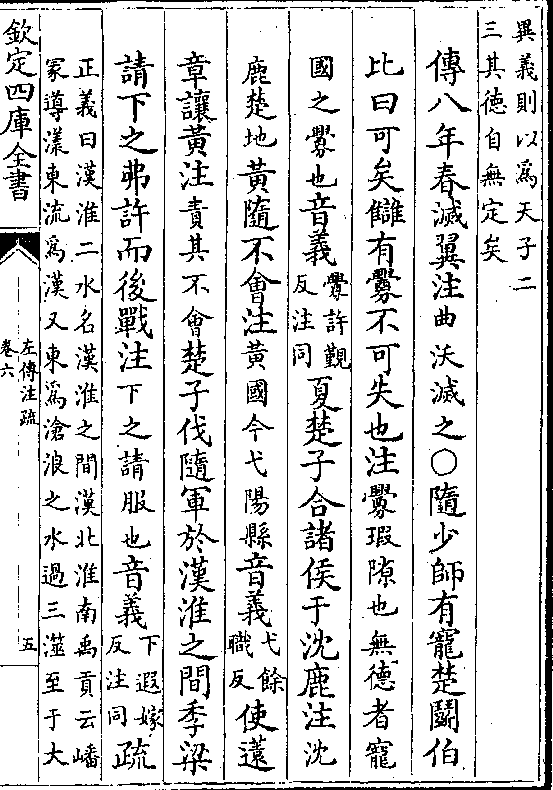 異義則以為天子二
三其德自無定矣
傳八年春滅翼注曲沃滅之○隨少師有寵楚鬭伯
比曰可矣讎有釁不可失也注釁瑕隙也無德者寵
國之釁也音義釁許覲
反注同夏楚子合諸侯于沈鹿注沈
鹿楚地黃隨不會注黃國今弋陽縣音義弋餘
職反使薳
章讓黃注責其不會楚子伐隨軍於漢淮之間季梁
請下之弗許而後戰注下之請服也音義下遐嫁
反注同疏
正義曰漢淮二水名漢淮之間漢北淮南禹貢云嶓
冢導漾東流為漢又東為滄浪之水過三澨至于大
欽定四庫全書
左傳注疏
卷六
五